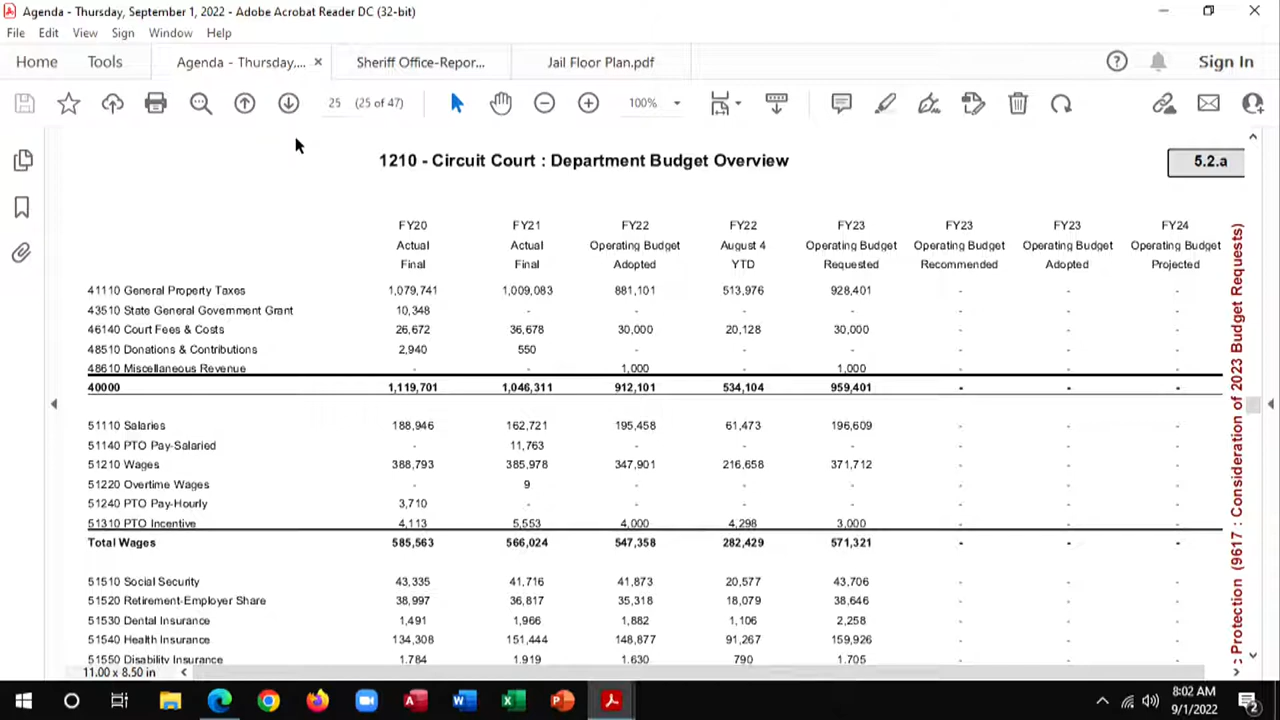 Agenda - Thursday, September 1, 2022 - Adobe Acrobat Reader DC (32-bit)
File Edit View Sign Window Help
Home Tools Agenda - Thursday,... × Sheriff Office-Repor... Jail Floor Plan.pdf Sign In
25 (25 of 47) 100%
1210 - Circuit Court : Department Budget Overview 5.2.a
FY20 FY21 FY22 FY22 FY23 FY23 FY23 FY24
Actual Actual Operating Budget August 4 Operating Budget Operating Budget Operating Budget Operating Budget
Final Final Adopted YTD Requested Recommended Adopted Projected
41110 General Property Taxes 1,079,741 1,009,083 881,101 513,976 928,401 - - -
43510 State General Government Grant 10,348 - - - - - - -
46140 Court Fees & Costs 26,672 36,678 30,000 20,128 30,000 - - -
48510 Donations & Contributions 2,940 550 - - - - - -
48610 Miscellaneous Revenue - - 1,000 - 1,000 - - -
40000 1,119,701 1,046,311 912,101 534,104 959,401 - - -
51110 Salaries 188,946 162,721 195,458 61,473 196,609 - - -
51140 PTO Pay-Salaried - 11,763 - - - - - -
51210 Wages 388,793 385,978 347,901 216,658 371,712 - - -
51220 Overtime Wages - 9 - - - - - -
51240 PTO Pay-Hourly 3,710 - - - - - - -
51310 PTO Incentive 4,113 5,553 4,000 4,298 3,000 - - -
Total Wages 585,563 566,024 547,358 282,429 571,321 - - -
51510 Social Security 43,335 41,716 41,873 20,577 43,706 - - -
51520 Retirement-Employer Share 38,997 36,817 35,318 18,079 38,646 - - -
51530 Dental Insurance 1,491 1,966 1,882 1,106 2,258 - - -
51540 Health Insurance 134,308 151,444 148,877 91,267 159,926 - - -
51550 Disability Insurance 1,784 1,919 1,630 790 1,705 - - -
: Protection (9617 : Consideration of 2023 Budget Requests)
11.00 x 8.50 in
8:02 AM
9/1/2022
2